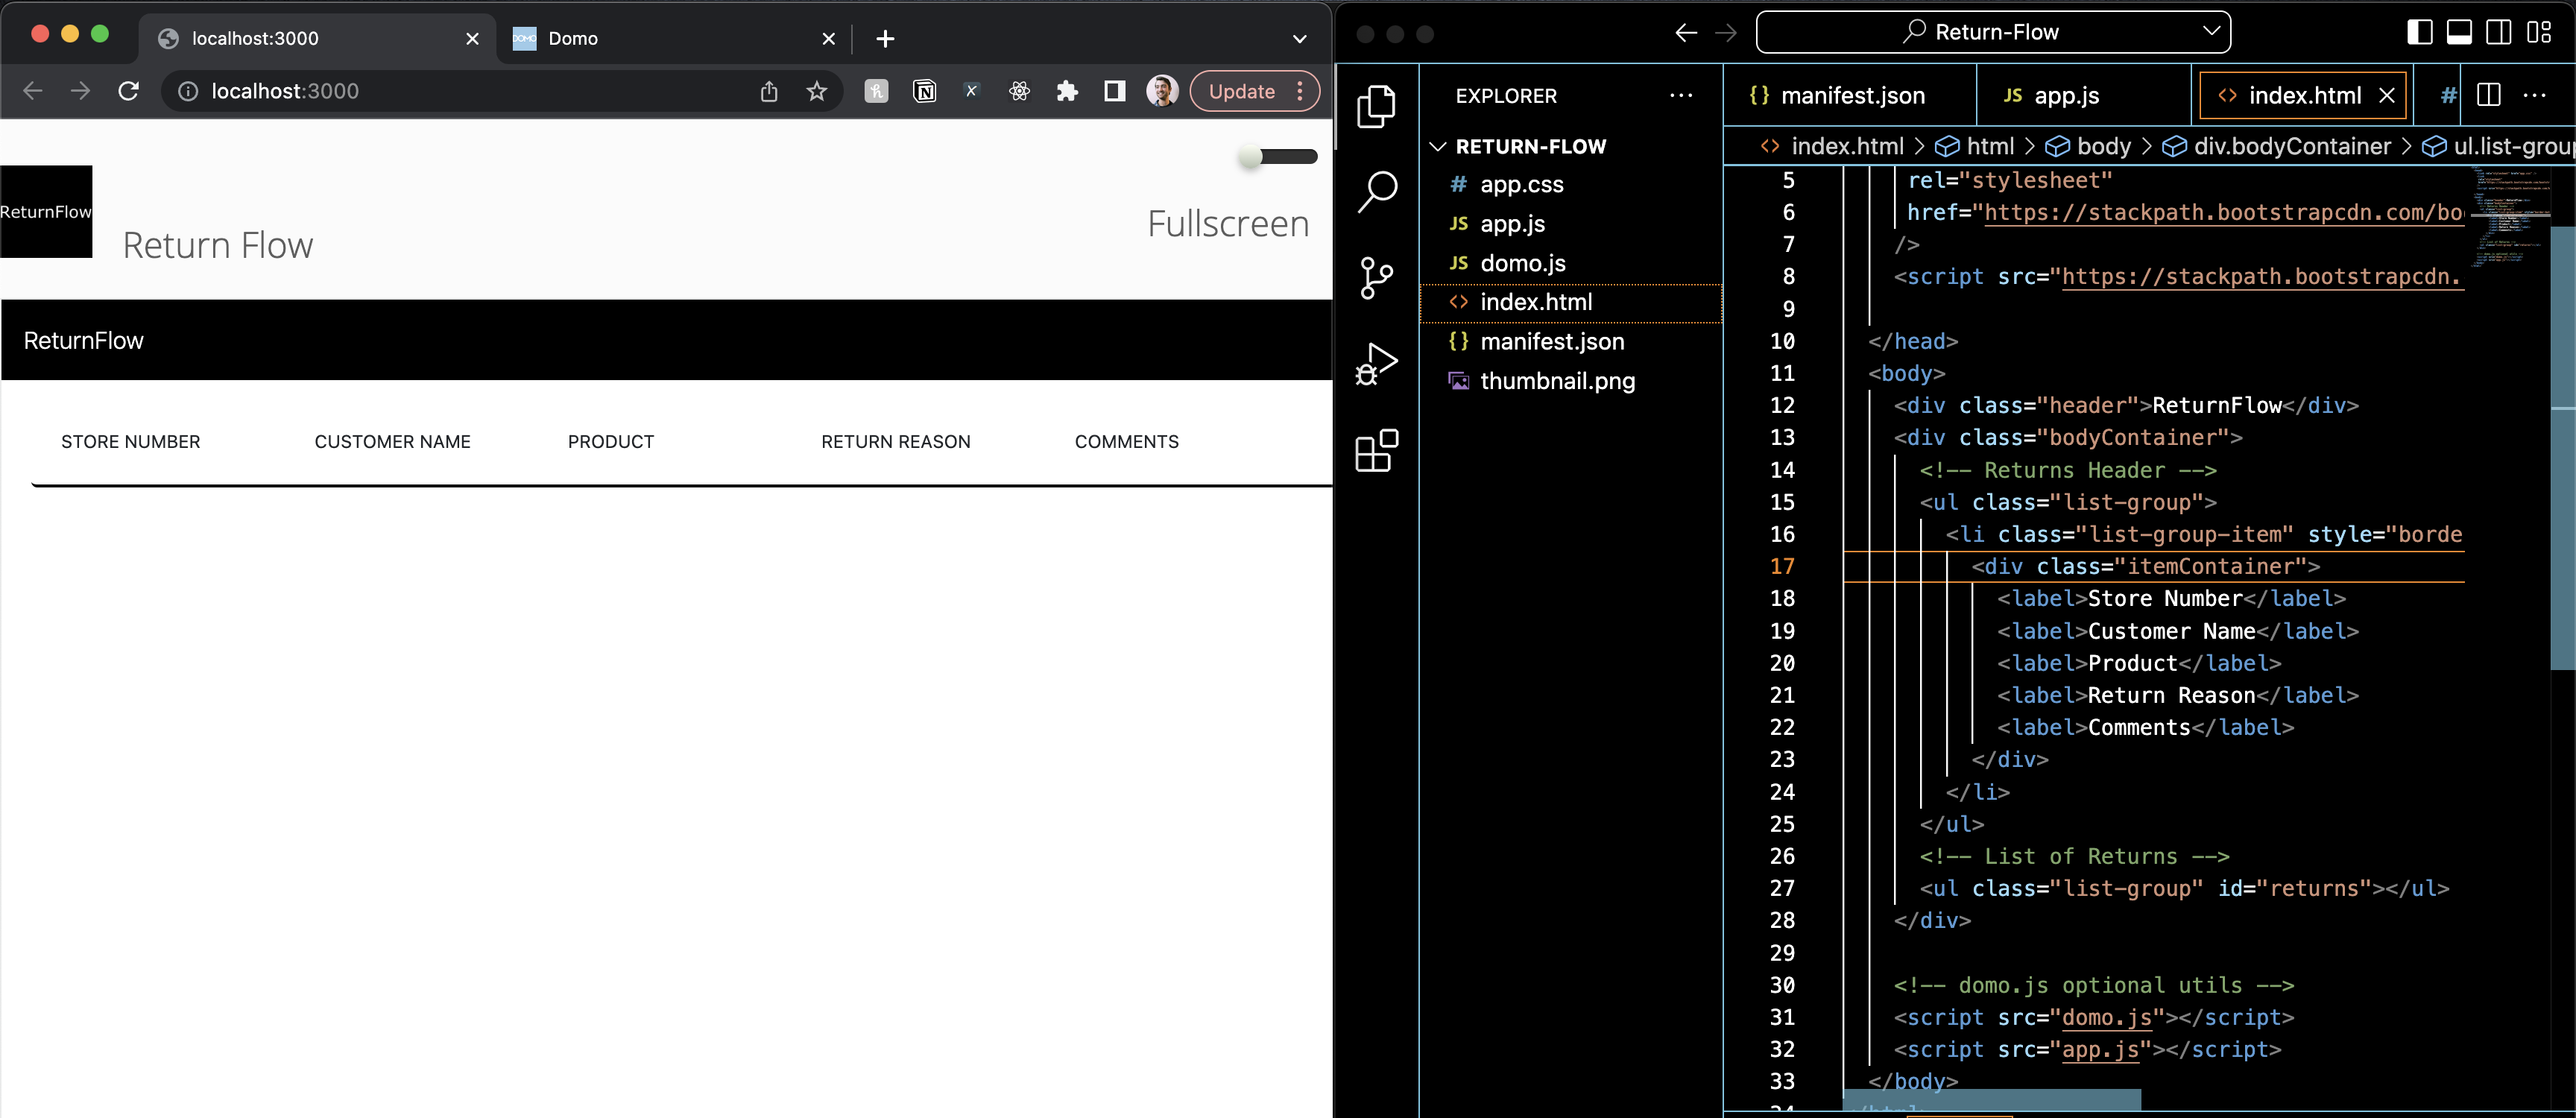 localhost:3000
Domo
localhost:3000
Update
ReturnFlow
Return Flow
Fullscreen
ReturnFlow
STORE NUMBER CUSTOMER NAME PRODUCT RETURN REASON COMMENTS
Return-Flow
EXPLORER
RETURN-FLOW
# app.css
JS app.js
JS domo.js
<> index.html
{} manifest.json
thumbnail.png
{} manifest.json JS app.js <> index.html #
<> index.html > html > body > div.bodyContainer > ul.list-group
5 rel="stylesheet"
6 href="https://stackpath.bootstrapcdn.com/bo
7 />
8 <script src="https://stackpath.bootstrapcdn.
9
10 </head>
11 <body>
12 <div class="header">ReturnFlow</div>
13 <div class="bodyContainer">
14 <!-- Returns Header -->
15 <ul class="list-group">
16 <li class="list-group-item" style="borde
17 <div class="itemContainer">
18 <label>Store Number</label>
19 <label>Customer Name</label>
20 <label>Product</label>
21 <label>Return Reason</label>
22 <label>Comments</label>
23 </div>
24 </li>
25 </ul>
26 <!-- List of Returns -->
27 <ul class="list-group" id="returns"></ul>
28 </div>
29
30 <!-- domo.js optional utils -->
31 <script src="domo.js"></script>
32 <script src="app.js"></script>
33 </body>